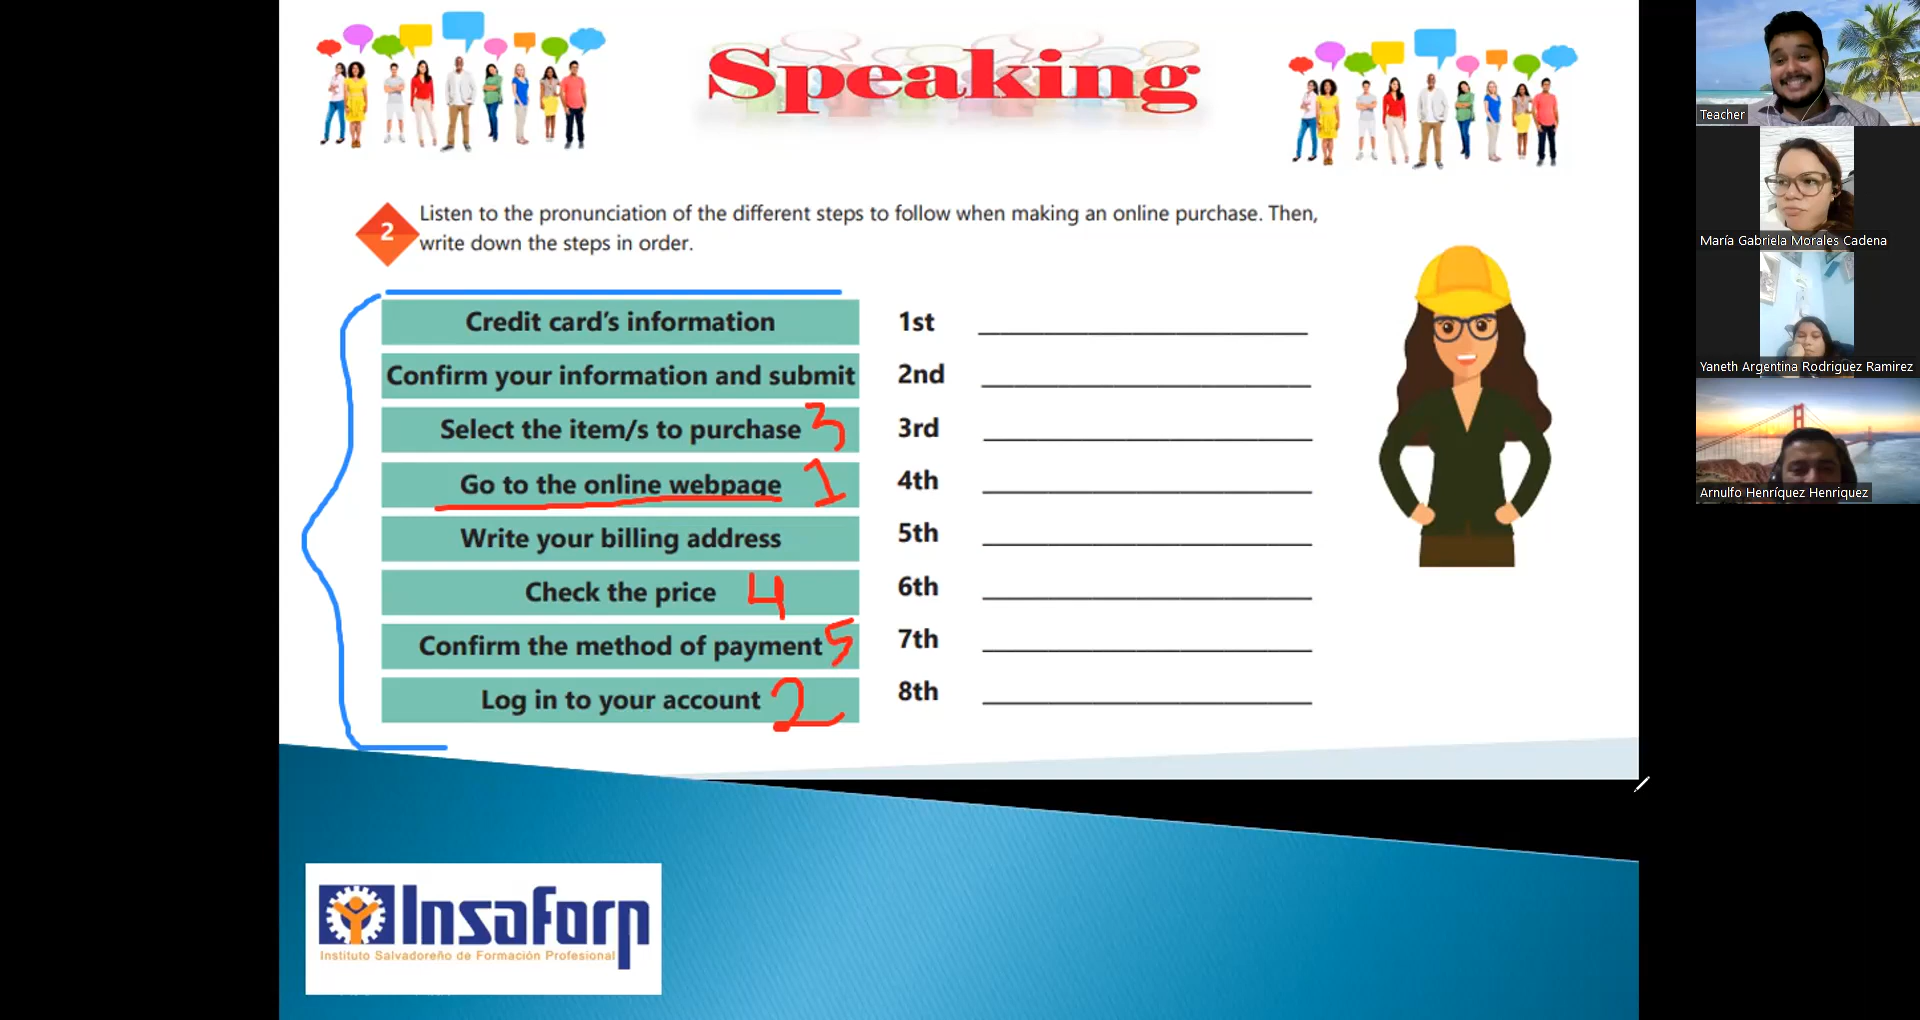 Speaking
2
Listen to the pronunciation of the different steps to follow when making an online purchase. Then,
write down the steps in order.
Credit card's information
Confirm your information and submit
Select the item/s to purchase 3
Go to the online webpage 1
Write your billing address
Check the price 4
Confirm the method of payment 5
Log in to your account 2
1st
2nd
3rd
4th
5th
6th
7th
8th
Insaforp
Instituto Salvadoreño de Formación Profesional
Teacher
María Gabriela Morales Cadena
Yaneth Argentina Rodriguez Ramirez
Arnulfo Henríquez Henriquez